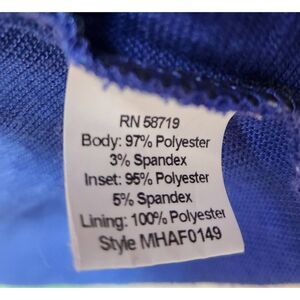 RN 58719
Body: 97% Polyester
3% Spandex
Inset: 95% Polyester
5% Spandex
Lining: 100% Polyester
Style MHAF0149